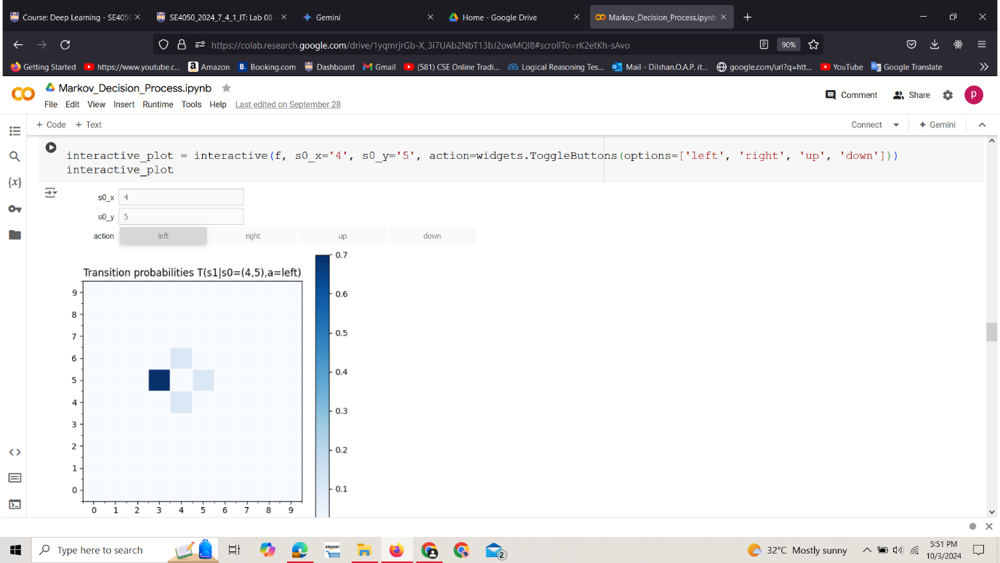 Course: Deep Learning - SE4050
SE4050_2024_7_4_1_IT: Lab 08 -
Gemini
Home - Google Drive
Markov_Decision_Process.ipynb
https://colab.research.google.com/drive/1yqmrjrGb-X_3i7UAb2NbT13bJ2owMQl8#scrollTo=rK2etKh-sAvo
90%
Getting Started
https://www.youtube.c...
Amazon
Booking.com
Dashboard
Gmail
(581) CSE Online Tradi...
Logical Reasoning Tes...
Mail - Dilshan.O.A.P. it...
google.com/url?q=htt...
YouTube
Google Translate
Markov_Decision_Process.ipynb
Comment
Share
p
File Edit View Insert Runtime Tools Help Last edited on September 28
+ Code + Text
Connect
Gemini
{x}
interactive_plot = interactive(f, s0_x='4', s0_y='5', action=widgets.ToggleButtons(options=['left', 'right', 'up', 'down']))
interactive_plot
s0_x 4
s0_y 5
action left right up down
Transition probabilities T(s1|s0=(4,5),a=left)
9
8
7
6
5
4
3
2
1
0
0 1 2 3 4 5 6 7 8 9
0.7
0.6
0.5
0.4
0.3
0.2
0.1
Type here to search
amazon
2
32°C Mostly sunny
5:51 PM
10/3/2024